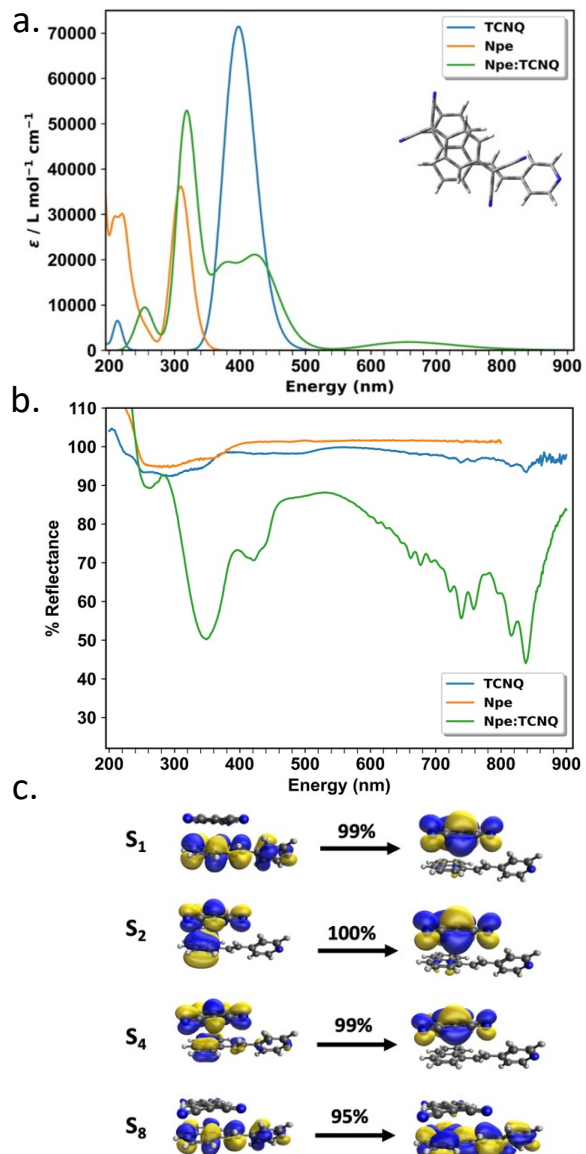 a.
TCNQ
Npe
Npe:TCNQ
70000
60000
50000
40000
30000
20000
10000
0
ε / L mol⁻¹ cm⁻¹
200 300 400 500 600 700 800 900
Energy (nm)
b.
110
100
90
80
70
60
50
40
30
% Reflectance
TCNQ
Npe
Npe:TCNQ
200 300 400 500 600 700 800 900
Energy (nm)
c.
S₁ 99%
S₂ 100%
S₄ 99%
S₈ 95%